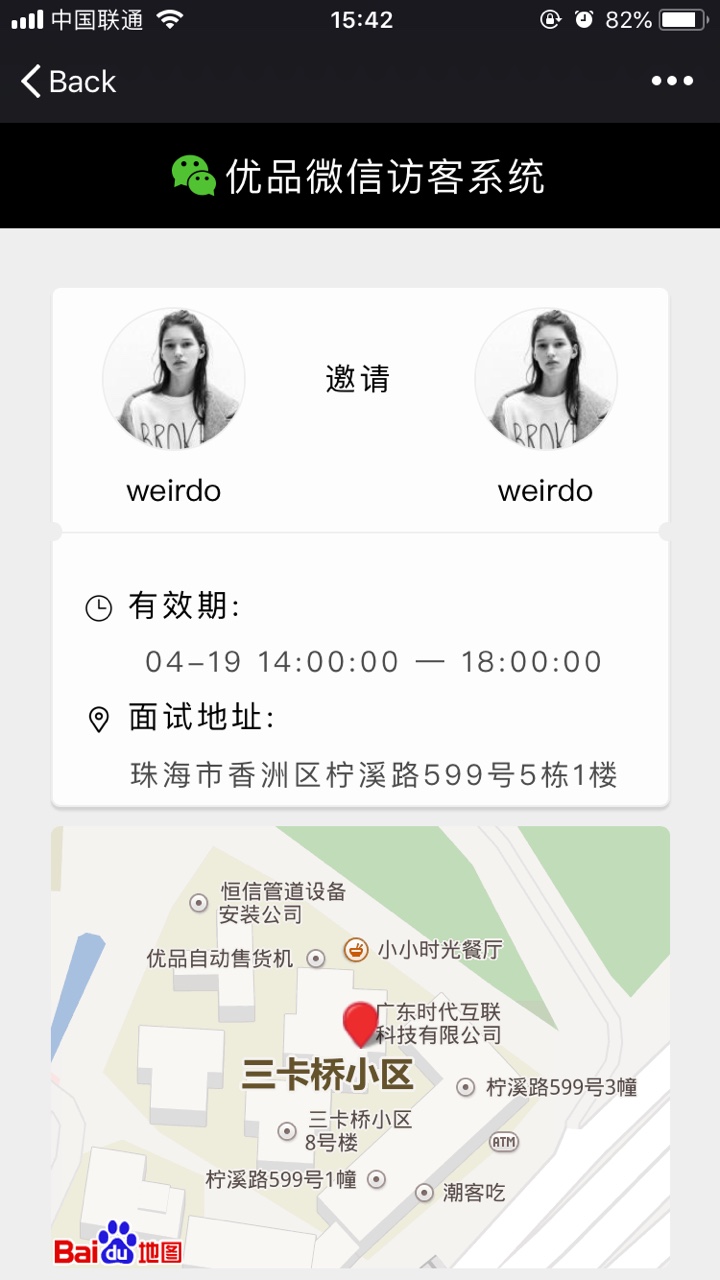 中国联通
15:42
82%
Back
优品微信访客系统
邀请
weirdo
weirdo
有效期:
04-19 14:00:00 — 18:00:00
面试地址:
珠海市香洲区柠溪路599号5栋1楼
恒信管道设备
安装公司
优品自动售货机
小小时光餐厅
广东时代互联
科技有限公司
三卡桥小区
柠溪路599号3幢
三卡桥小区
8号楼
ATM
柠溪路599号1幢
潮客吃
Bai du 地图